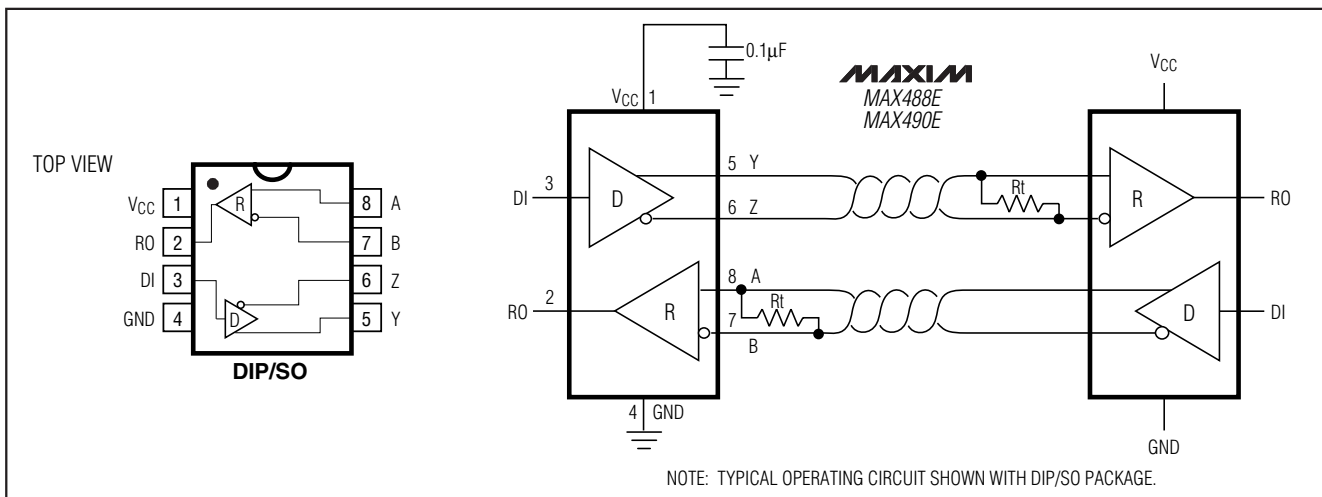 TOP VIEW
VCC 1
RO 2
DI 3
GND 4
8 A
7 B
6 Z
5 Y
R
D
DIP/SO
0.1µF
VCC 1
MAXIM
MAX488E
MAX490E
VCC
DI 3
D
5 Y
6 Z
Rt
R
RO
RO 2
R
8 A
7
B
Rt
D
DI
4 GND
GND
NOTE: TYPICAL OPERATING CIRCUIT SHOWN WITH DIP/SO PACKAGE.